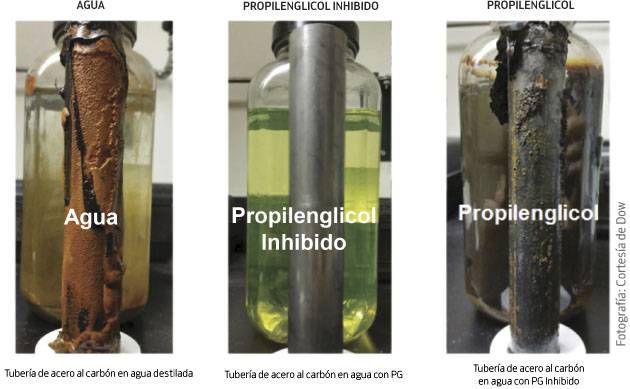 AGUA
PROPILENGLICOL INHIBIDO
PROPILENGLICOL
Agua
Propilenglicol
Inhibido
Propilenglicol
Tubería de acero al carbón en agua destilada
Tubería de acero al carbón en agua con PG
Tubería de acero al carbón
en agua con PG Inhibido
Fotografía: Cortesía de Dow